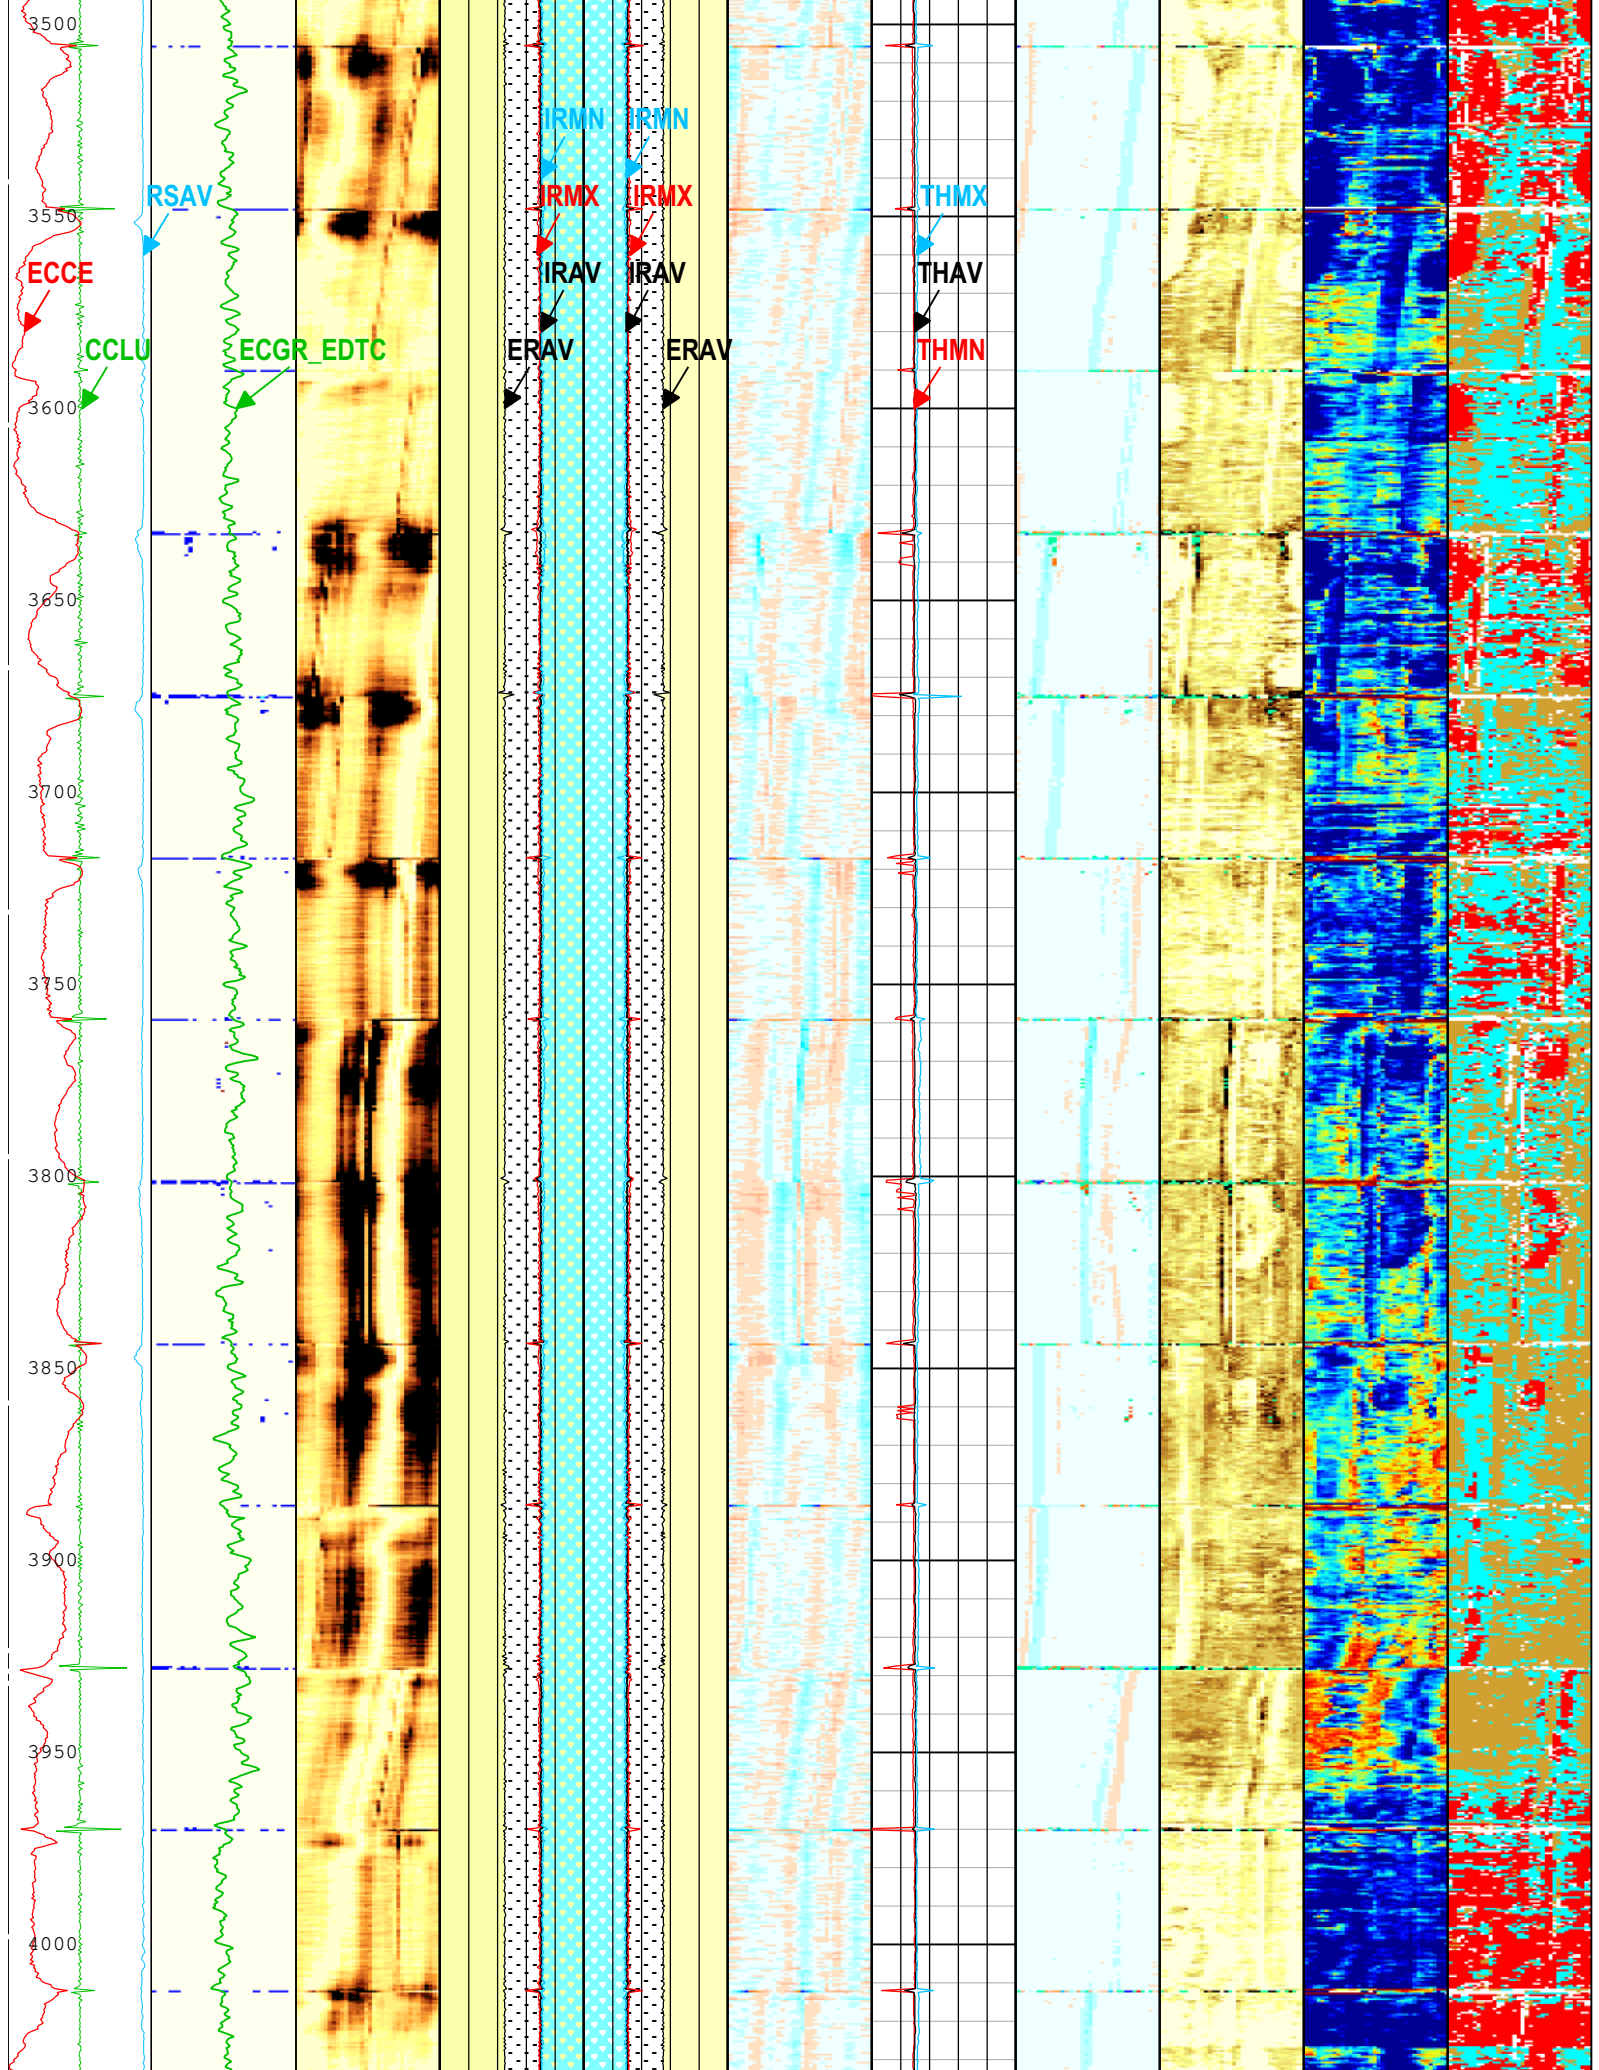 3500
IRMN IRMN
RSAV IRMX IRMX THMX
3550
ECCE IRAV IRAV THAV
CCLU ECGR_EDTC ERAV ERAV THMN
3600
3650
3700
3750
3800
3850
3900
3950
4000